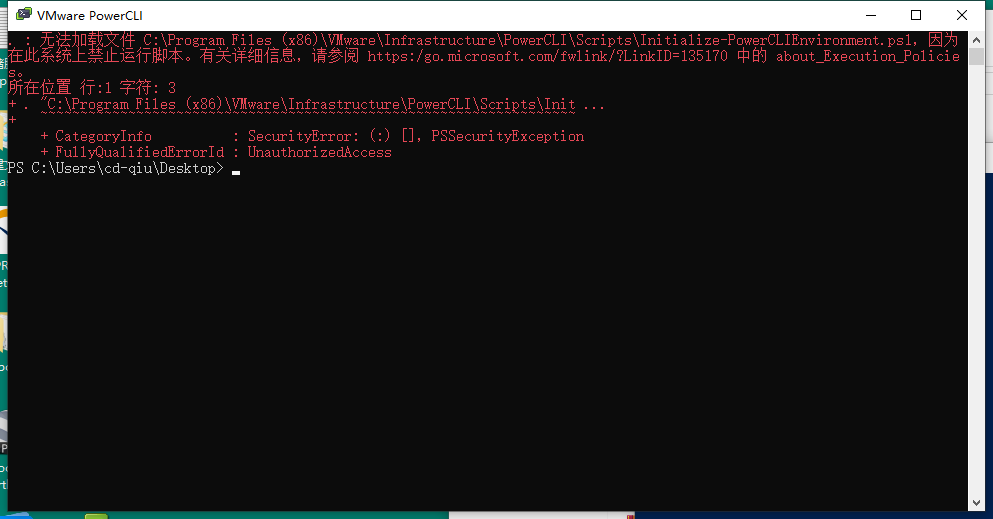 VMware PowerCLI
. : 无法加载文件 C:\Program Files (x86)\VMware\Infrastructure\PowerCLI\Scripts\Initialize-PowerCLIEnvironment.ps1，因为
在此系统上禁止运行脚本。有关详细信息，请参阅 https:/go.microsoft.com/fwlink/?LinkID=135170 中的 about_Execution_Policie
s。
所在位置 行:1 字符: 3
+ . "C:\Program Files (x86)\VMware\Infrastructure\PowerCLI\Scripts\Init ...
+   ~~~~~~~~~~~~~~~~~~~~~~~~~~~~~~~~~~~~~~~~~~~~~~~~~~~~~~~~~~~~~~~~~~~
    + CategoryInfo          : SecurityError: (:) [], PSSecurityException
    + FullyQualifiedErrorId : UnauthorizedAccess
PS C:\Users\cd-qiu\Desktop>